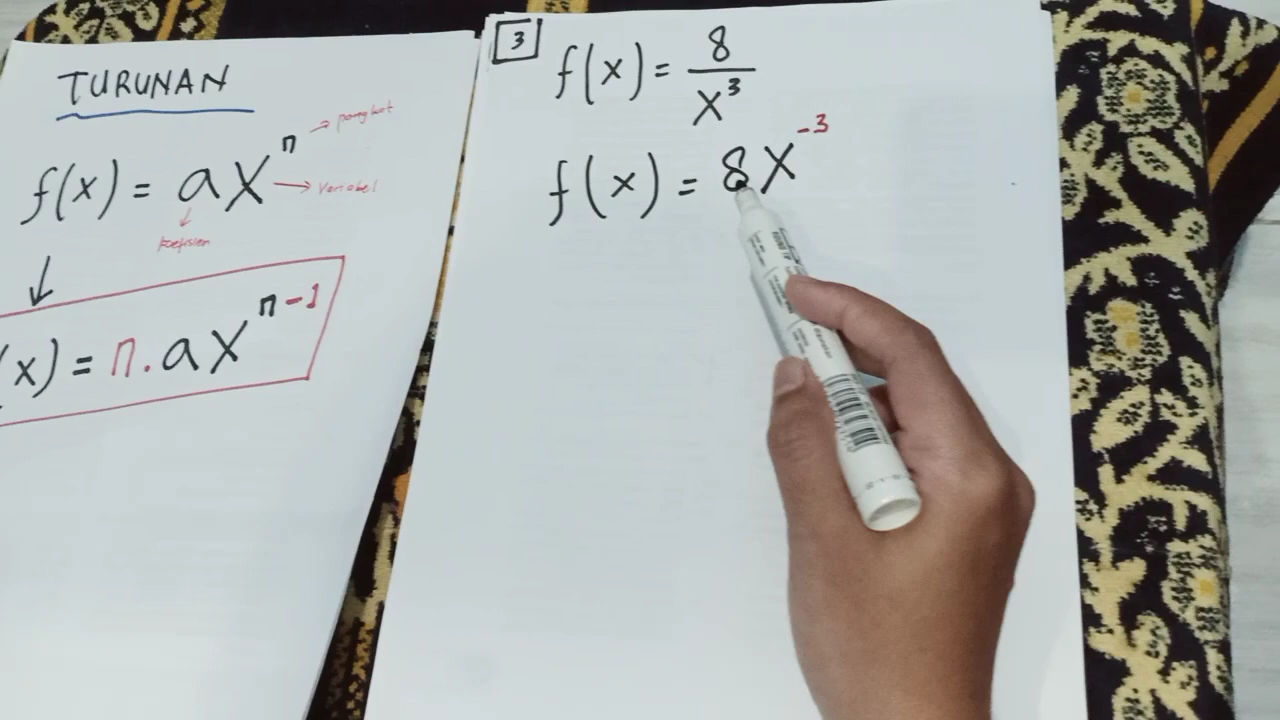 TURUNAN
f(x) = ax^n → pangkat
→ Variabel
↓
koefisien
↓
(x) = n.ax^n-1
3
f(x) = 8/x^3
f(x) = 8x^-3